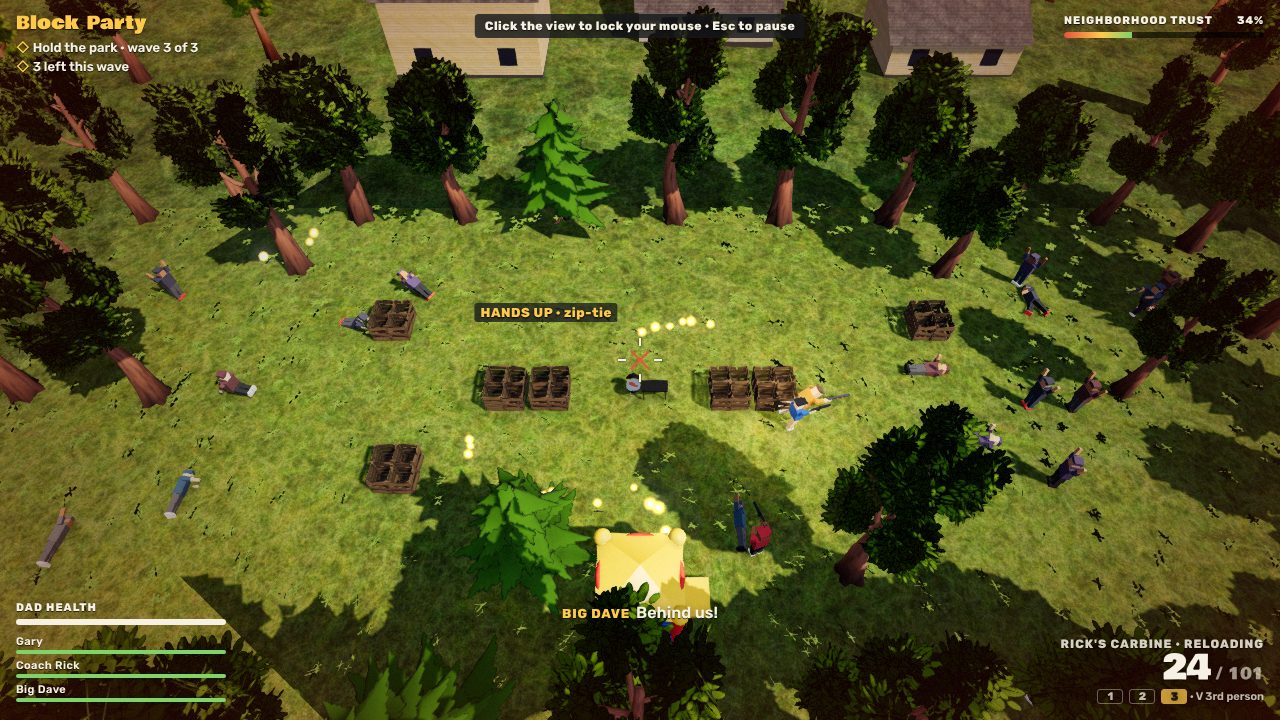 Block Party
Hold the park • wave 3 of 3
3 left this wave
Click the view to lock your mouse • Esc to pause
NEIGHBORHOOD TRUST 34%
HANDS UP • zip-tie
BIG DAVE Behind us!
DAD HEALTH
Gary
Coach Rick
Big Dave
RICK'S CARBINE • RELOADING
24 / 101
1 2 3 • V 3rd person